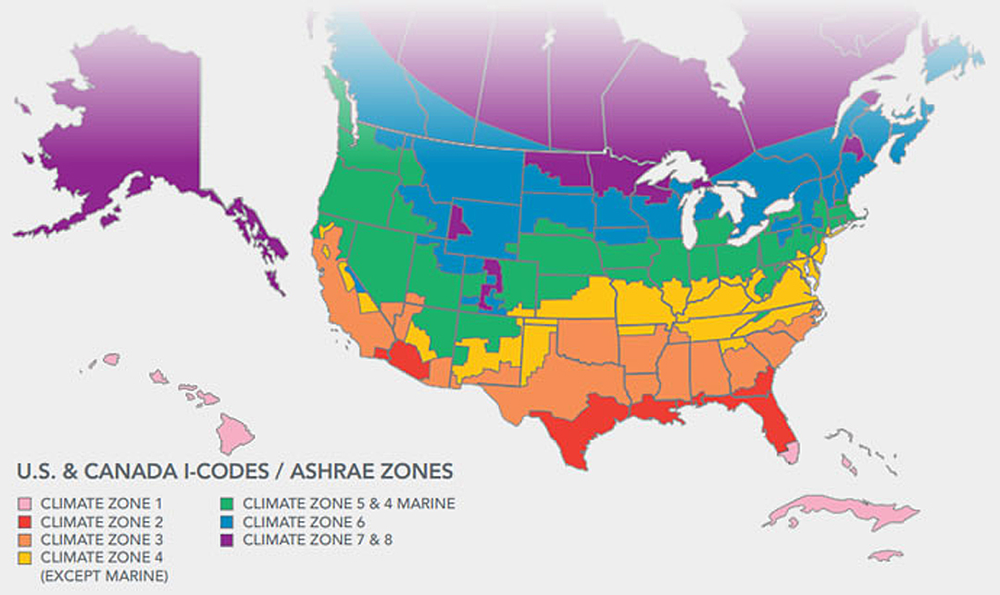 U.S. & CANADA I-CODES / ASHRAE ZONES
CLIMATE ZONE 1
CLIMATE ZONE 2
CLIMATE ZONE 3
CLIMATE ZONE 4
(EXCEPT MARINE)
CLIMATE ZONE 5 & 4 MARINE
CLIMATE ZONE 6
CLIMATE ZONE 7 & 8